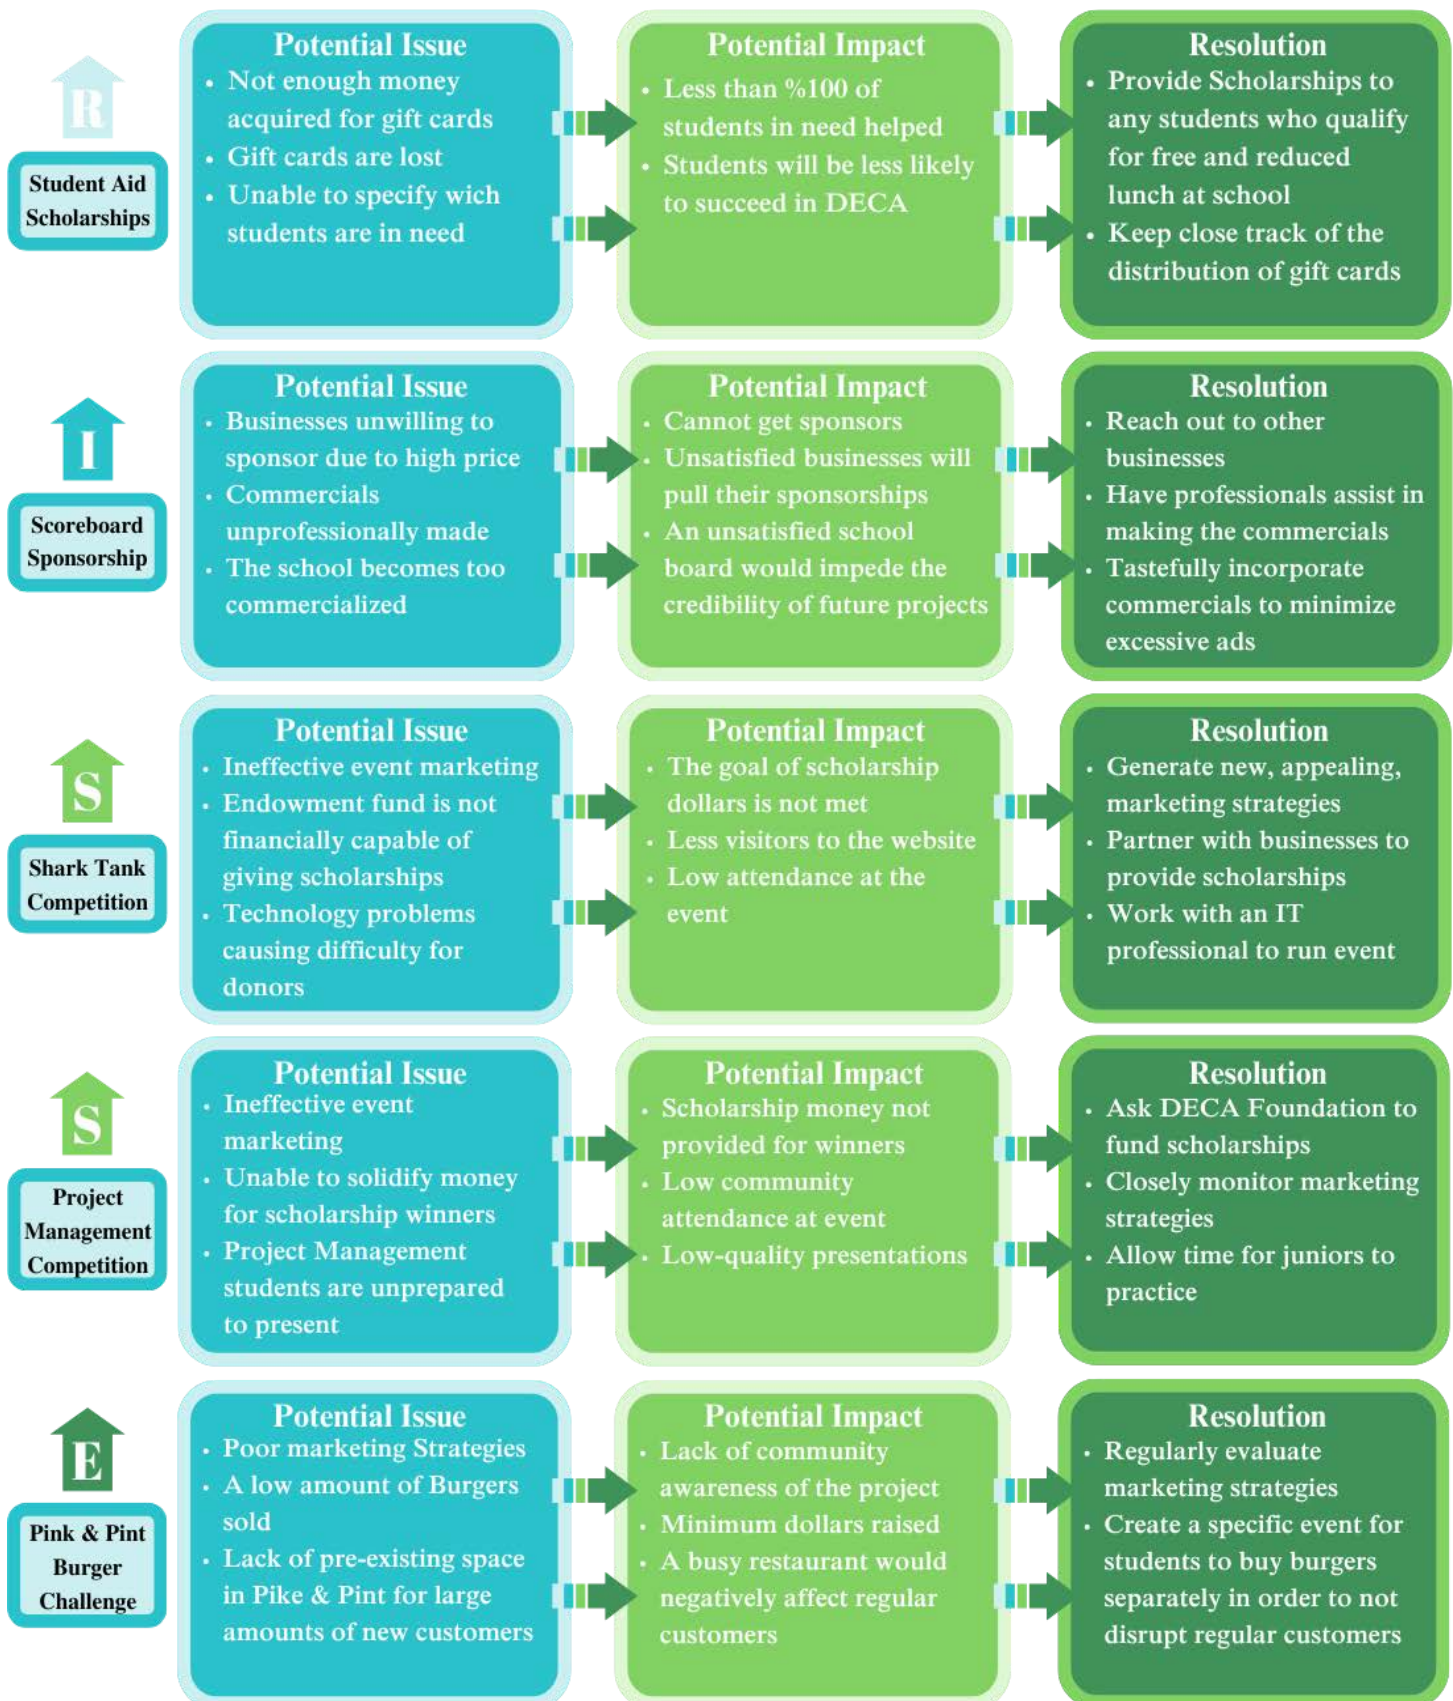 R
Student Aid
Scholarships
Potential Issue
• Not enough money
acquired for gift cards
• Gift cards are lost
• Unable to specify wich
students are in need
Potential Impact
• Less than %100 of
students in need helped
• Students will be less likely
to succeed in DECA
Resolution
• Provide Scholarships to
any students who qualify
for free and reduced
lunch at school
• Keep close track of the
distribution of gift cards
I
Scoreboard
Sponsorship
Potential Issue
• Businesses unwilling to
sponsor due to high price
• Commercials
unprofessionally made
• The school becomes too
commercialized
Potential Impact
• Cannot get sponsors
• Unsatisfied businesses will
pull their sponsorships
• An unsatisfied school
board would impede the
credibility of future projects
Resolution
• Reach out to other
businesses
• Have professionals assist in
making the commercials
• Tastefully incorporate
commercials to minimize
excessive ads
S
Shark Tank
Competition
Potential Issue
• Ineffective event marketing
• Endowment fund is not
financially capable of
giving scholarships
• Technology problems
causing difficulty for
donors
Potential Impact
• The goal of scholarship
dollars is not met
• Less visitors to the website
• Low attendance at the
event
Resolution
• Generate new, appealing,
marketing strategies
• Partner with businesses to
provide scholarships
• Work with an IT
professional to run event
S
Project
Management
Competition
Potential Issue
• Ineffective event
marketing
• Unable to solidify money
for scholarship winners
• Project Management
students are unprepared
to present
Potential Impact
• Scholarship money not
provided for winners
• Low community
attendance at event
• Low-quality presentations
Resolution
• Ask DECA Foundation to
fund scholarships
• Closely monitor marketing
strategies
• Allow time for juniors to
practice
E
Pink & Pint
Burger
Challenge
Potential Issue
• Poor marketing Strategies
• A low amount of Burgers
sold
• Lack of pre-existing space
in Pike & Pint for large
amounts of new customers
Potential Impact
• Lack of community
awareness of the project
• Minimum dollars raised
• A busy restaurant would
negatively affect regular
customers
Resolution
• Regularly evaluate
marketing strategies
• Create a specific event for
students to buy burgers
separately in order to not
disrupt regular customers